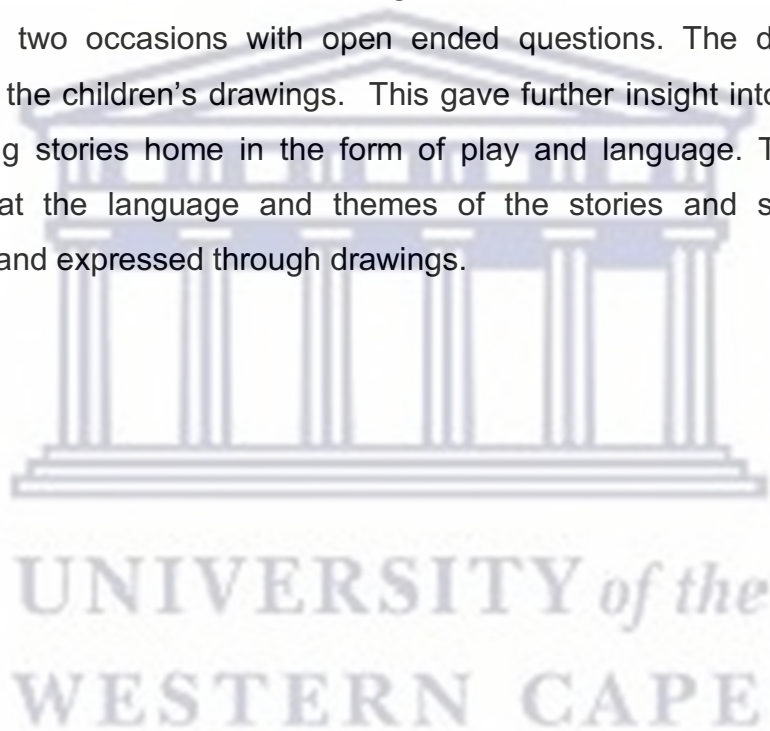 two occasions with open ended questions. The d
the children's drawings. This gave further insight into
g stories home in the form of play and language. T
at the language and themes of the stories and s
and expressed through drawings.
UNIVERSITY of the
WESTERN CAPE